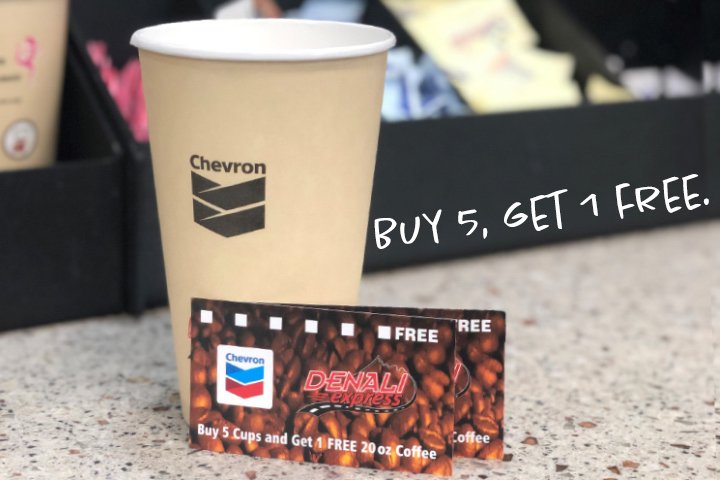 Chevron
BUY 5, GET 1 FREE.
FREE
Chevron
DENALI
express
Buy 5 Cups and Get 1 FREE 20 oz Coffee
REE
Coffee